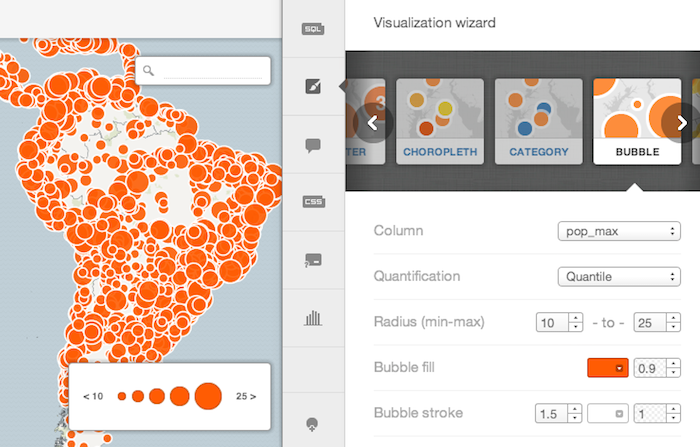 SQL
Visualization wizard
3
TER
CHOROPLETH
CATEGORY
BUBBLE
CSS
Column
pop_max
Quantification
Quantile
Radius (min-max)
10
- to -
25
Bubble fill
0.9
Bubble stroke
1.5
1
< 10
25 >